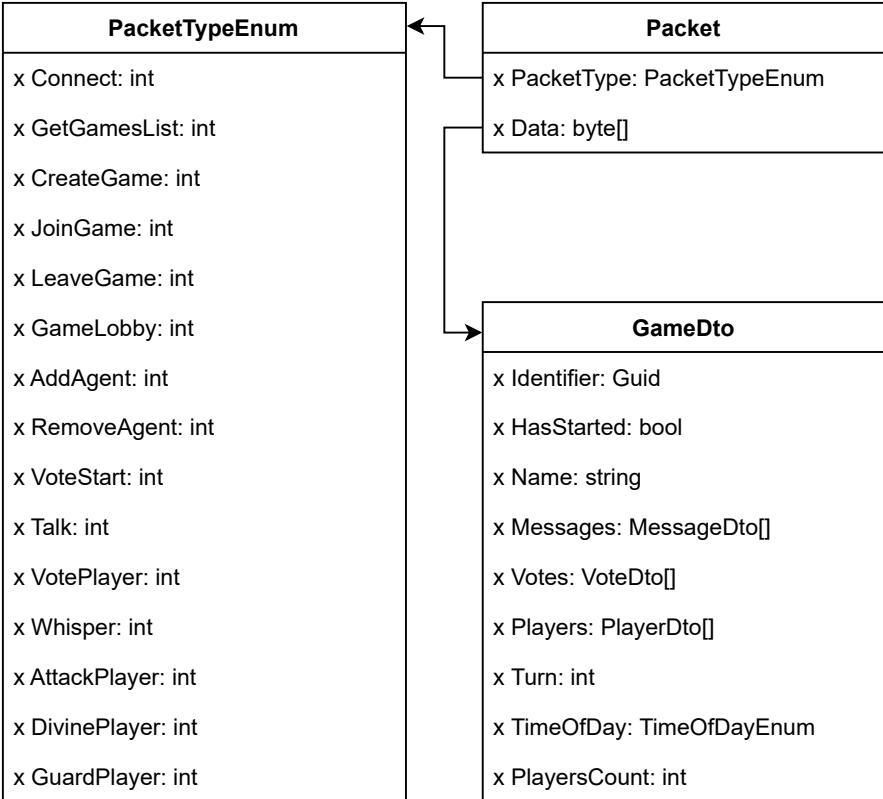 PacketTypeEnum
x Connect: int
x GetGamesList: int
x CreateGame: int
x JoinGame: int
x LeaveGame: int
x GameLobby: int
x AddAgent: int
x RemoveAgent: int
x VoteStart: int
x Talk: int
x VotePlayer: int
x Whisper: int
x AttackPlayer: int
x DivinePlayer: int
x GuardPlayer: int
Packet
x PacketType: PacketTypeEnum
x Data: byte[]
GameDto
x Identifier: Guid
x HasStarted: bool
x Name: string
x Messages: MessageDto[]
x Votes: VoteDto[]
x Players: PlayerDto[]
x Turn: int
x TimeOfDay: TimeOfDayEnum
x PlayersCount: int